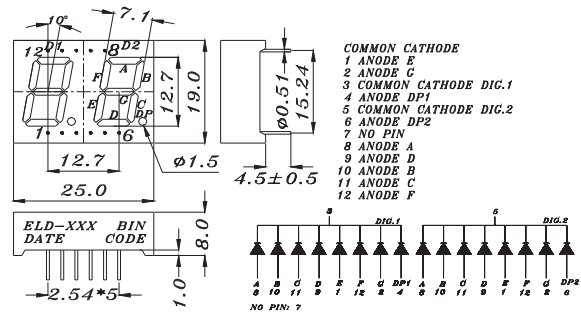 7.1
10°
12 D1 8 D2
A
F B
G
E C
D DP
1 6
12.7
19.0
12.7
ø1.5
25.0
ø0.51
15.24
4.5±0.5
COMMON CATHODE
1 ANODE E
2 ANODE G
3 COMMON CATHODE DIG.1
4 ANODE DP1
5 COMMON CATHODE DIG.2
6 ANODE DP2
7 NO PIN
8 ANODE A
9 ANODE D
10 ANODE B
11 ANODE C
12 ANODE F
ELD-XXX BIN
DATE CODE
8.0
1.0
2.54*5
3 5
DIG.1 DIG.2
A B C D E F G DP1 A B C D E F G DP2
8 10 11 9 1 12 2 4 8 10 11 9 1 12 2 6
NO PIN: 7